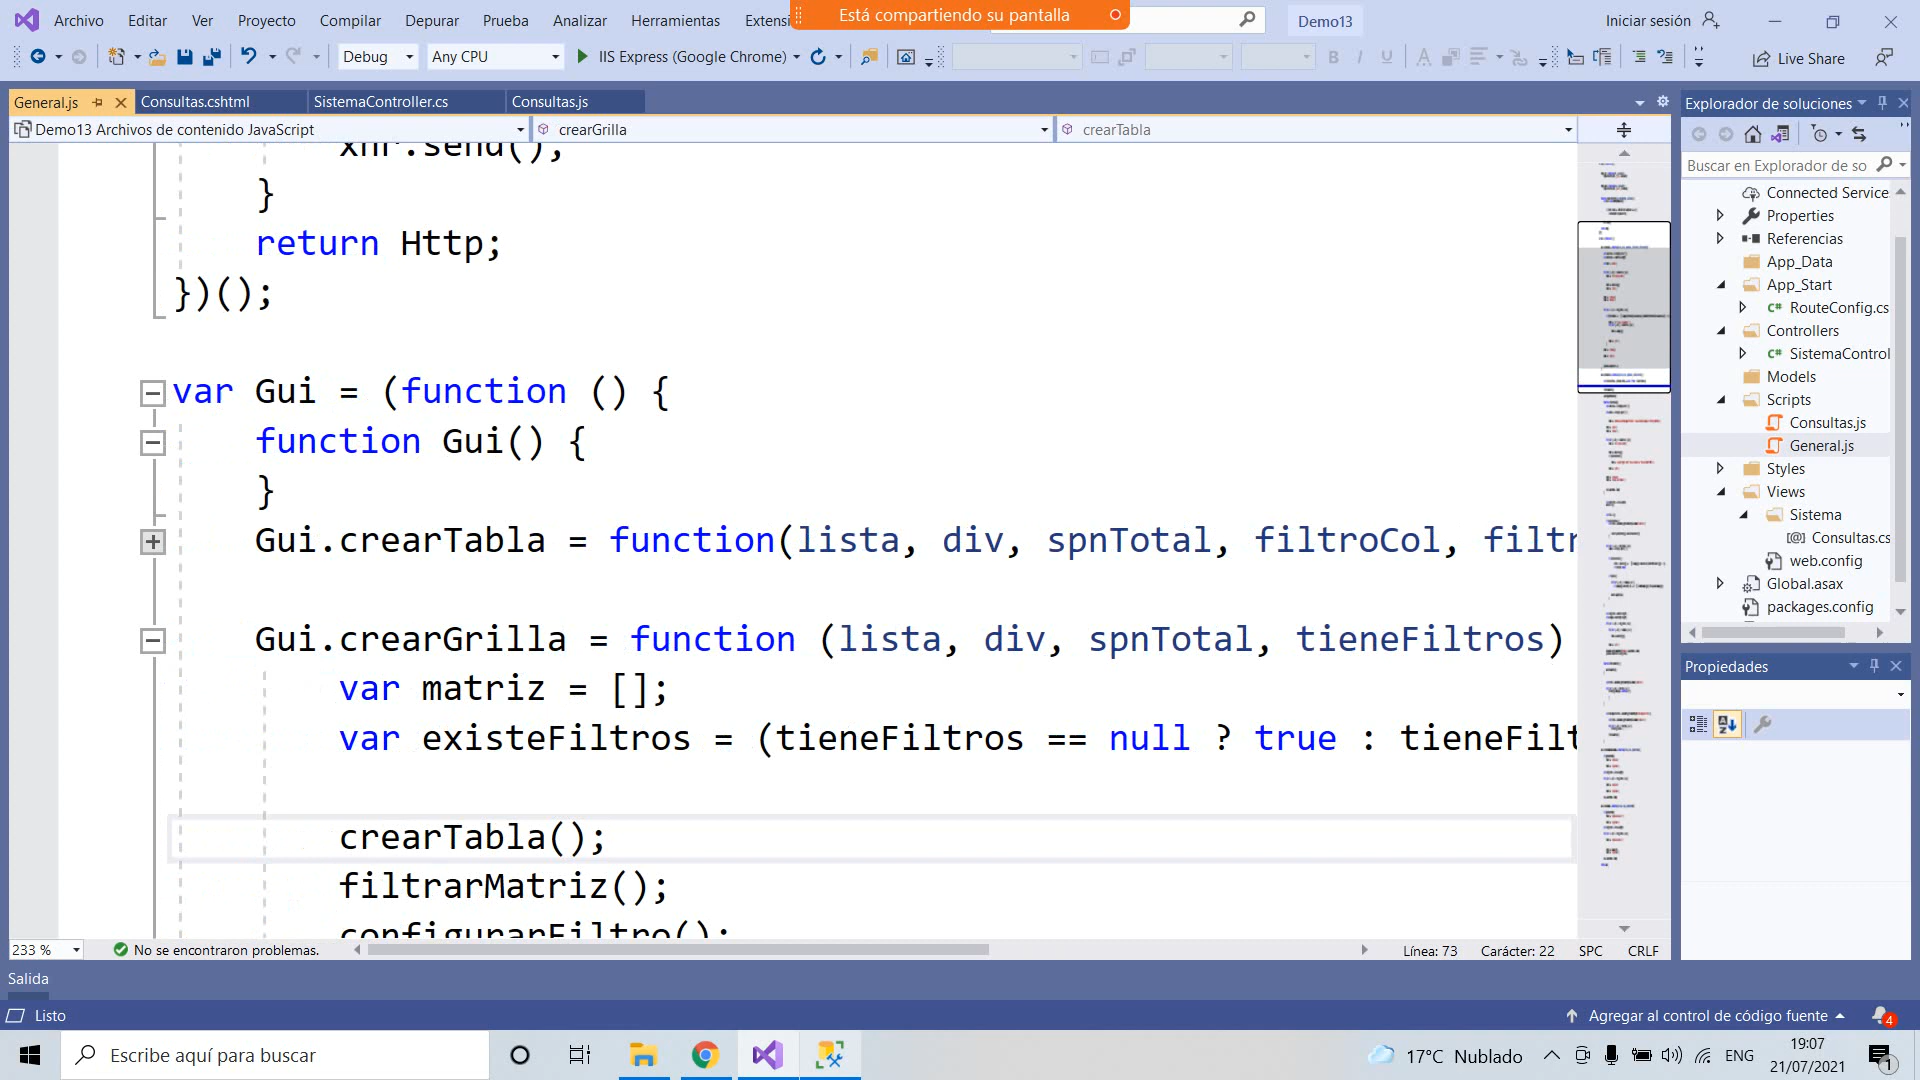 Archivo Editar Ver Proyecto Compilar Depurar Prueba Analizar Herramientas Extensi
Está compartiendo su pantalla
Demo13
Iniciar sesión
Debug Any CPU IIS Express (Google Chrome)
Live Share
General.js Consultas.cshtml SistemaController.cs Consultas.js
Demo13 Archivos de contenido JavaScript crearGrilla crearTabla
xhr.send();
}
return Http;
})();
var Gui = (function () {
function Gui() {
}
Gui.crearTabla = function(lista, div, spnTotal, filtroCol, filtr
Gui.crearGrilla = function (lista, div, spnTotal, tieneFiltros)
var matriz = [];
var existeFiltros = (tieneFiltros == null ? true : tieneFilt
crearTabla();
filtrarMatriz();
configurarFiltro();
233 % No se encontraron problemas. Línea: 73 Carácter: 22 SPC CRLF
Explorador de soluciones
Buscar en Explorador de so
Connected Service
Properties
Referencias
App_Data
App_Start
C# RouteConfig.cs
Controllers
C# SistemaControl
Models
Scripts
Consultas.js
General.js
Styles
Views
Sistema
[@] Consultas.cs
web.config
Global.asax
packages.config
Propiedades
Salida
Listo
Agregar al control de código fuente
4
Escribe aquí para buscar
17°C Nublado
ENG
19:07
21/07/2021
1